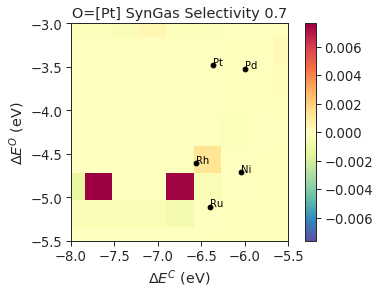 O=[Pt] SynGas Selectivity 0.7
−3.0
−3.5
−4.0
−4.5
−5.0
−5.5
ΔE^O (eV)
Pt
Pd
Rh
Ni
Ru
−8.0 −7.5 −7.0 −6.5 −6.0 −5.5
ΔE^C (eV)
0.006
0.004
0.002
0.000
−0.002
−0.004
−0.006